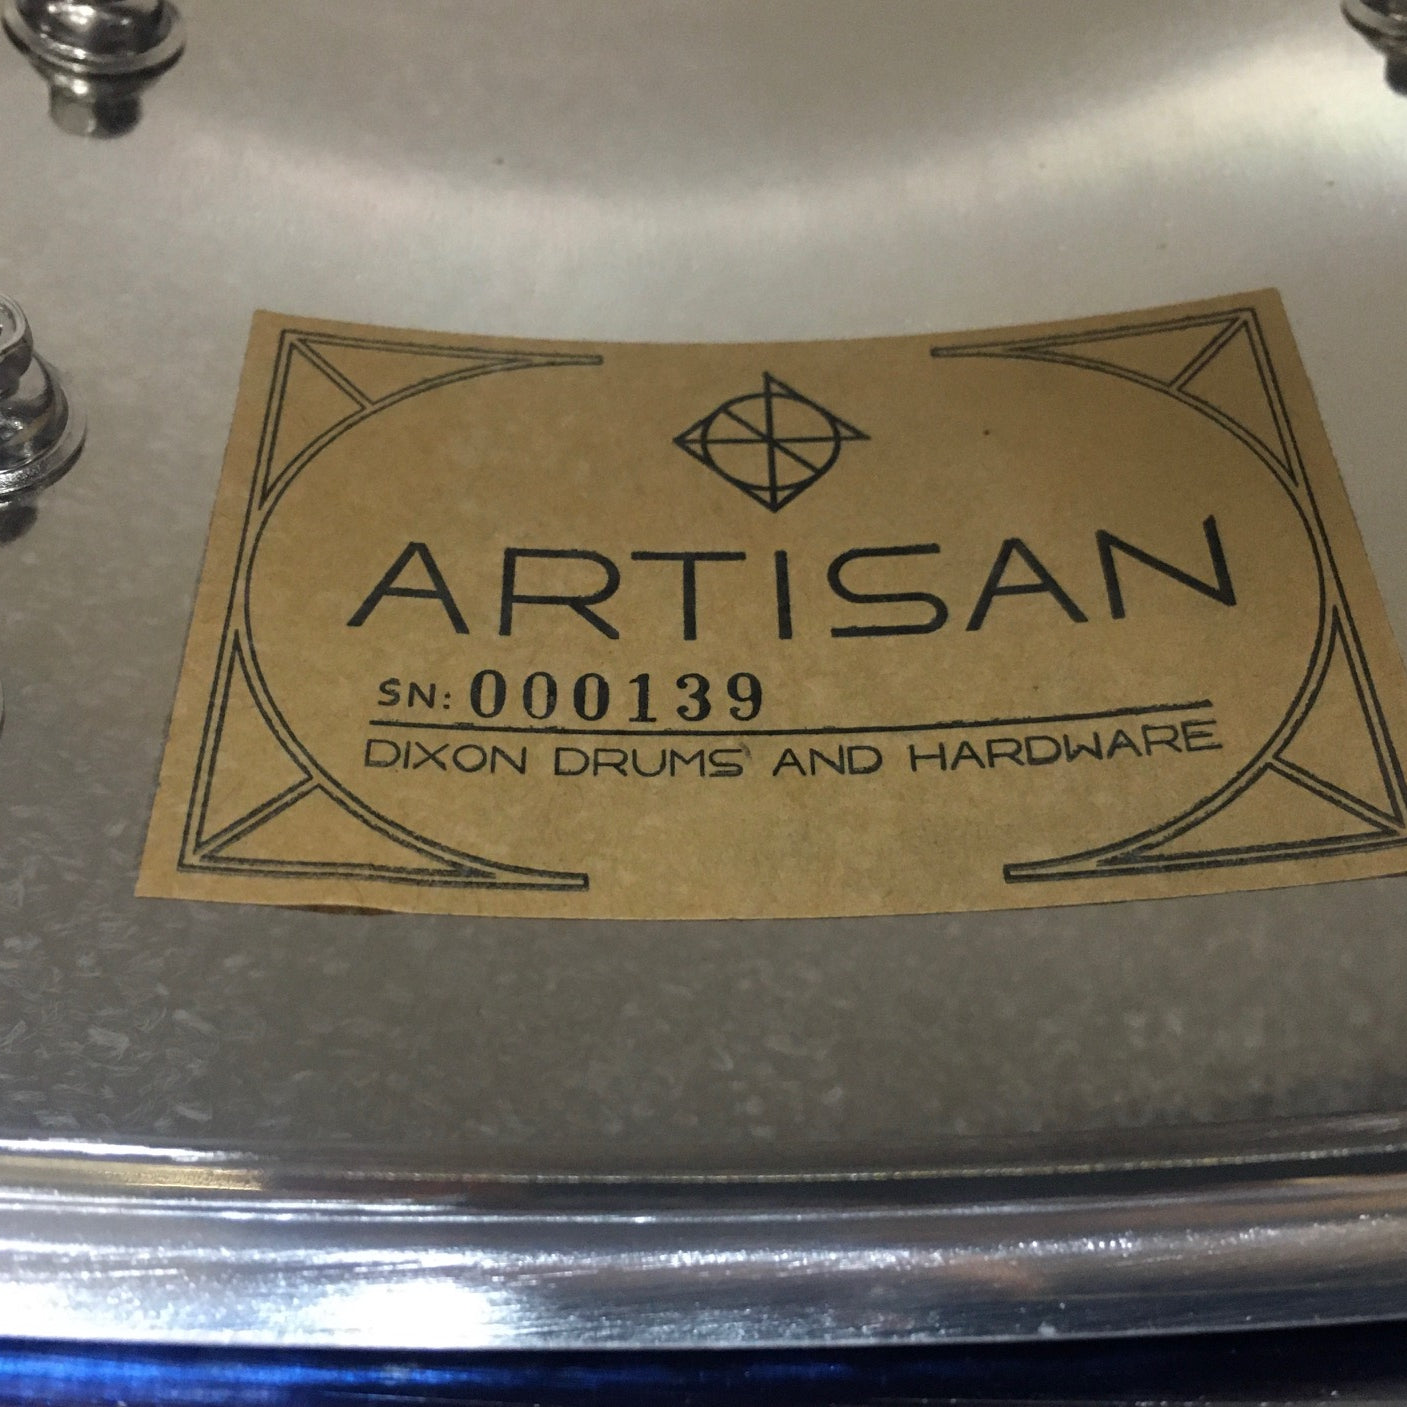 ARTISAN
SN: 000139
DIXON DRUMS AND HARDWARE